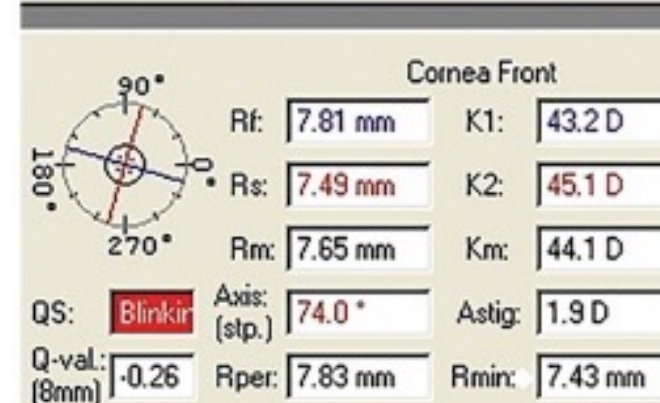 Cornea Front
90°
180°
0°
270°
Rf: 7.81 mm K1: 43.2 D
Rs: 7.49 mm K2: 45.1 D
Rm: 7.65 mm Km: 44.1 D
QS: Blinkin Axis: (stp.) 74.0 ° Astig: 1.9 D
Q-val.: (8mm) -0.26 Rper: 7.83 mm Rmin: 7.43 mm